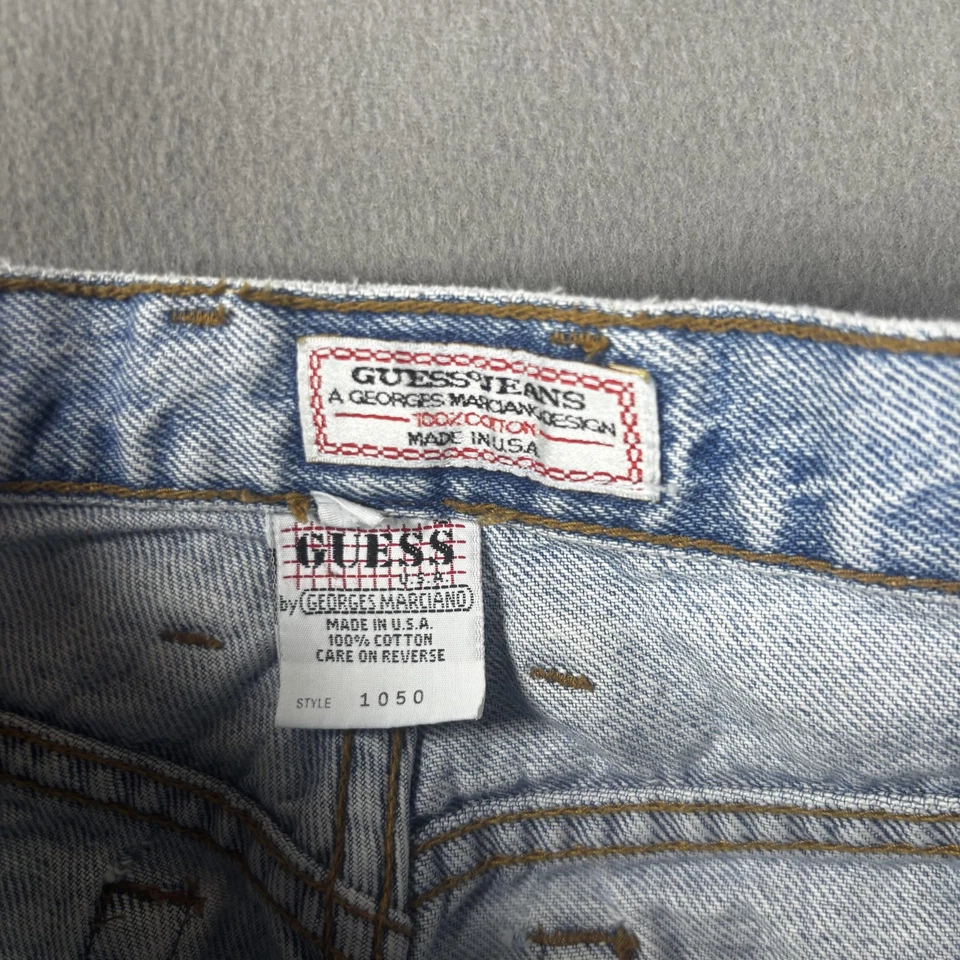 GUESS JEANS
A GEORGES MARCIANO DESIGN
100% COTTON
MADE IN U.S.A
GUESS
U.S.A.
by GEORGES MARCIANO
MADE IN U.S.A.
100% COTTON
CARE ON REVERSE
STYLE 1050